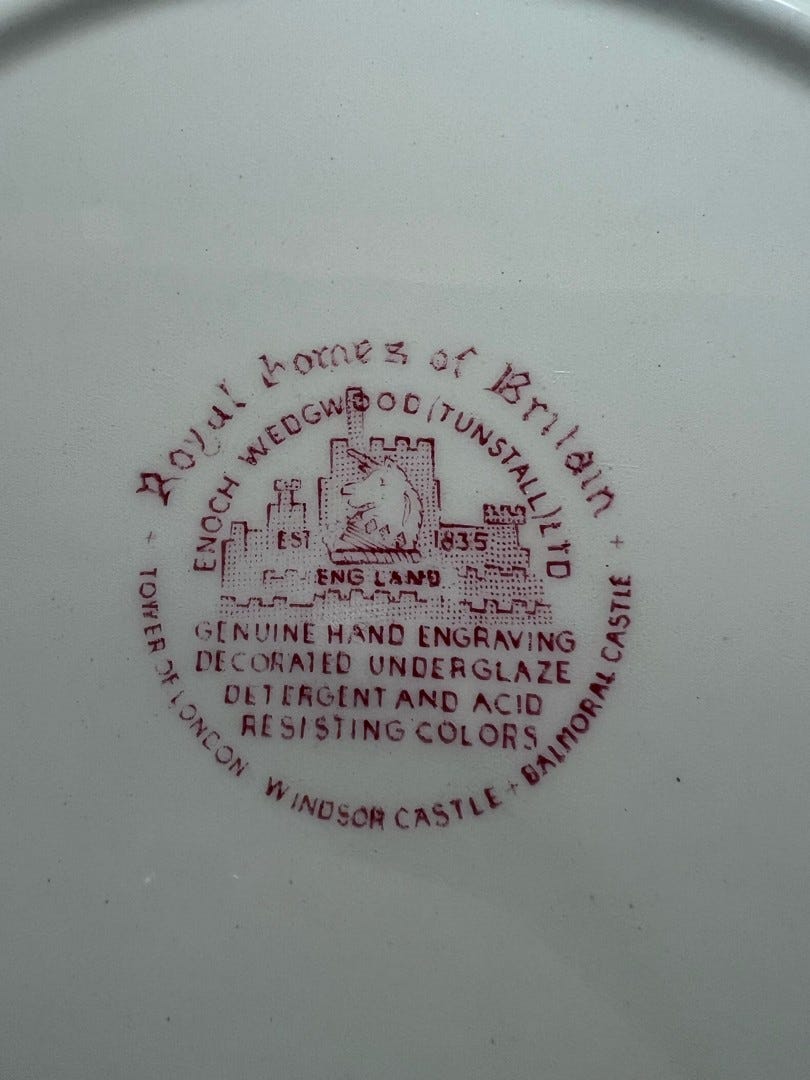 Royal homes of Britain
ENOCH WEDGWOOD (TUNSTALL) LTD
EST 1835
ENGLAND
GENUINE HAND ENGRAVING
DECORATED UNDERGLAZE
DETERGENT AND ACID
RESISTING COLORS
+ TOWER OF LONDON WINDSOR CASTLE + BALMORAL CASTLE +